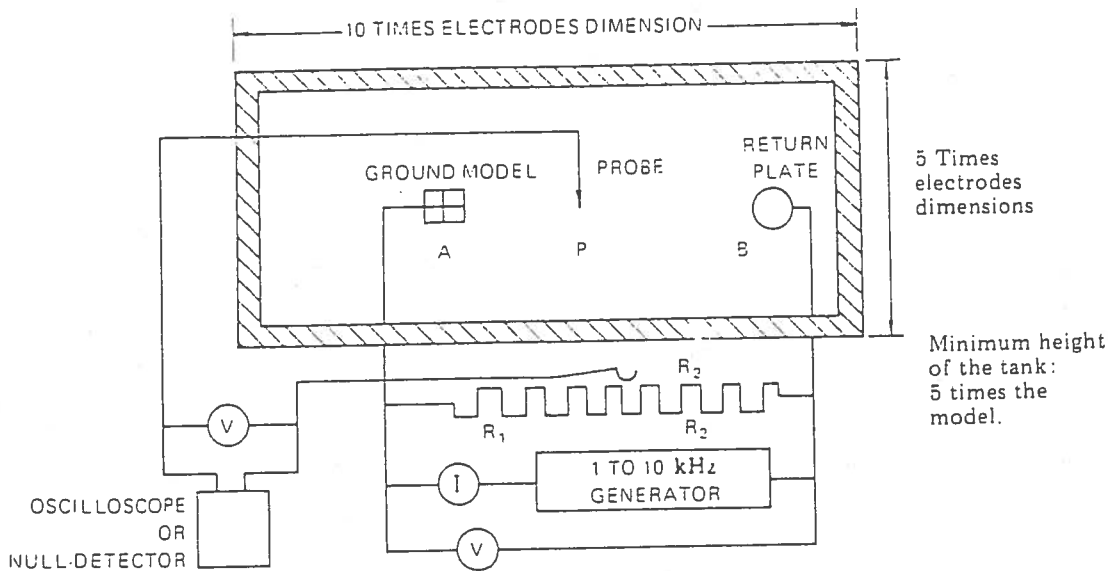 10 TIMES ELECTRODES DIMENSION
GROUND MODEL
PROBE
RETURN
PLATE
A
P
B
5 Times
electrodes
dimensions
Minimum height
of the tank:
5 times the
model.
R2
R1
R2
V
I
1 TO 10 kHz
GENERATOR
V
OSCILLOSCOPE
OR
NULL-DETECTOR